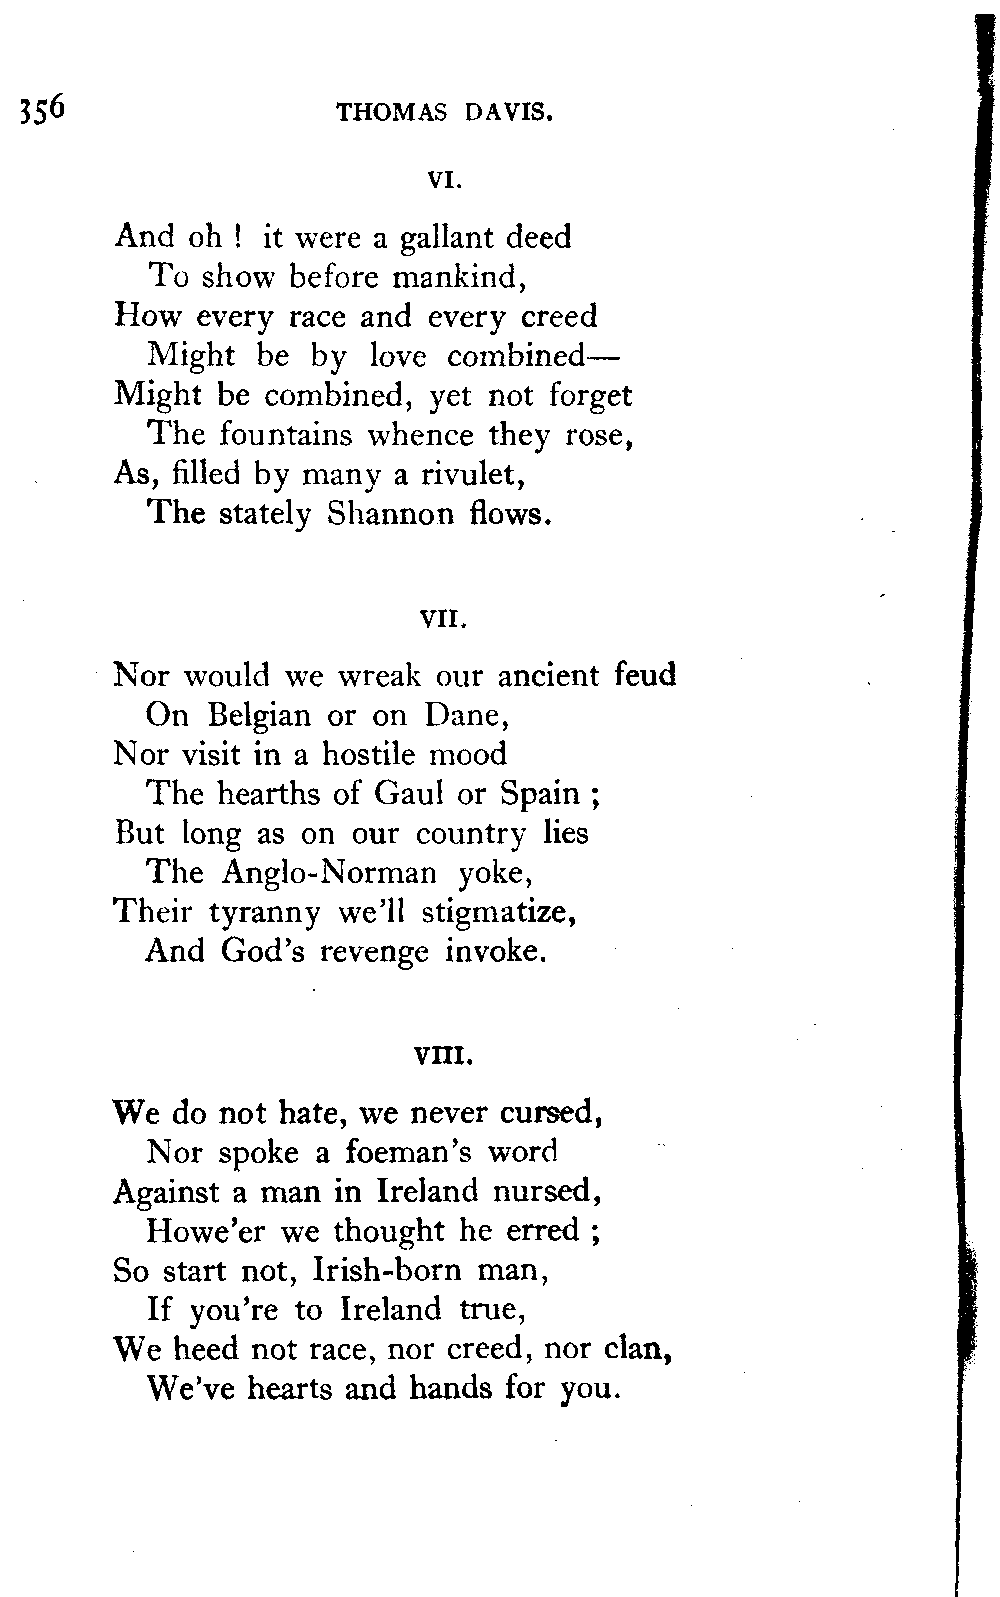 356
THOMAS DAVIS.
VI.
And oh ! it were a gallant deed
To show before mankind,
How every race and every creed
Might be by love combined—
Might be combined, yet not forget
The fountains whence they rose,
As, filled by many a rivulet,
The stately Shannon flows.
VII.
Nor would we wreak our ancient feud
On Belgian or on Dane,
Nor visit in a hostile mood
The hearths of Gaul or Spain ;
But long as on our country lies
The Anglo-Norman yoke,
Their tyranny we'll stigmatize,
And God's revenge invoke.
VIII.
We do not hate, we never cursed,
Nor spoke a foeman's word
Against a man in Ireland nursed,
Howe'er we thought he erred ;
So start not, Irish-born man,
If you're to Ireland true,
We heed not race, nor creed, nor clan,
We've hearts and hands for you.